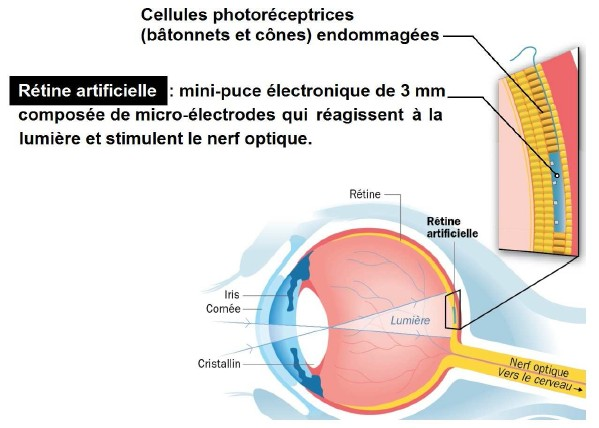 Cellules photoréceptrices
(bâtonnets et cônes) endommagées
Rétine artificielle : mini-puce électronique de 3 mm
composée de micro-électrodes qui réagissent à la
lumière et stimulent le nerf optique.
Rétine
Rétine
artificielle
Iris
Cornée
Lumière
Cristallin
Nerf optique
Vers le cerveau